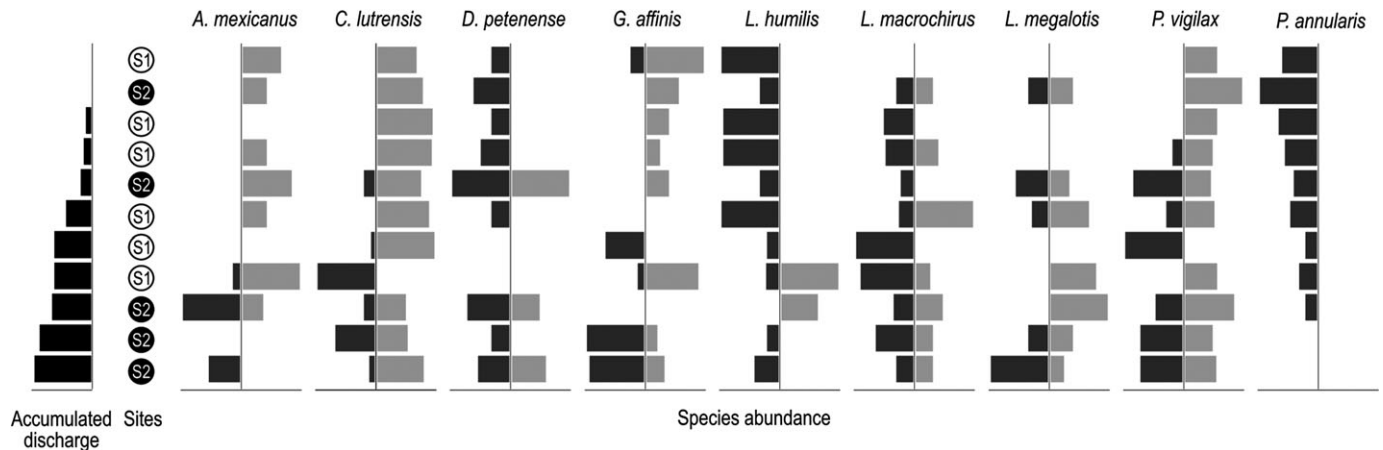 A. mexicanus C. lutrensis D. petenense G. affinis L. humilis L. macrochirus L. megalotis P. vigilax P. annularis
S1
S2
S1
S1
S2
S1
S1
S1
S2
S2
S2
Accumulated discharge Sites Species abundance